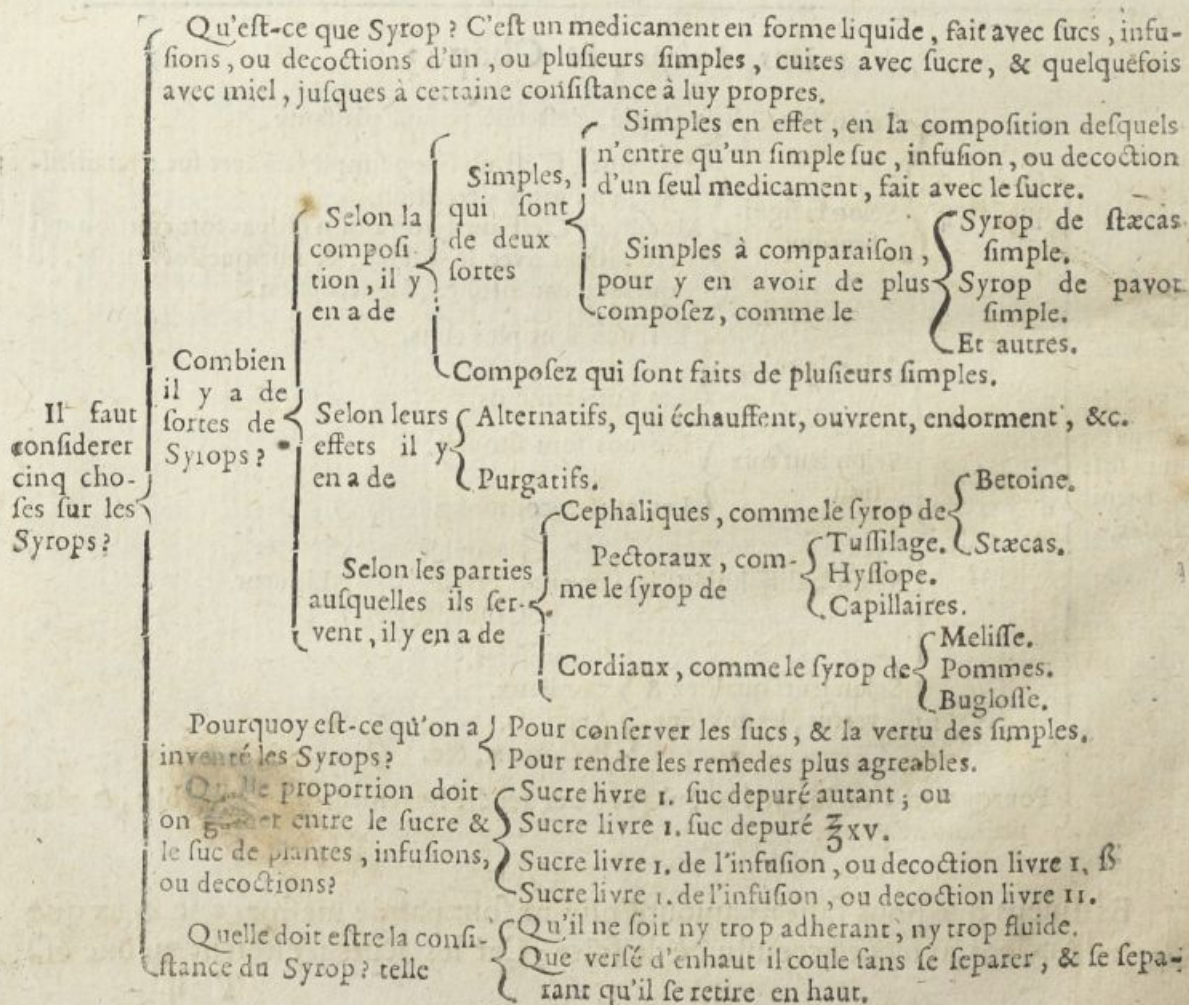 Qu'eſt-ce que Syrop ? C'eſt un medicament en forme liquide , fait avec ſucs , infu-
ſions , ou decoctions d'un , ou pluſieurs ſimples , cuites avec ſucre , & quelquefois
avec miel , juſques à certaine conſiſtance à luy propres.
Il faut
conſiderer
cinq cho-
ſes ſur les
Syrops ?
Combien
il y a de
ſortes de
Syrops ?
Selon la
compoſi-
tion , il y
en a de
Simples,
qui ſont
de deux
ſortes
Simples en effet , en la compoſition deſquels
n'entre qu'un ſimple ſuc , infuſion , ou decoction
d'un ſeul medicament , fait avec le ſucre.
Simples à comparaiſon ,
pour y en avoir de plus
compoſez , comme le
Syrop de ſtæcas
ſimple.
Syrop de pavot
ſimple.
Et autres.
Compoſez qui ſont faits de pluſieurs ſimples.
Selon leurs
effets il y
en a de
Alternatifs, qui échauffent, ouvrent, endorment , &c.
Purgatifs.
Selon les parties
auſquelles ils ſer-
vent , il y en a de
Cephaliques , comme le ſyrop de
Betoine.
Stæcas.
Pectoraux , com-
me le ſyrop de
Tuſſilage.
Hyſſope.
Capillaires.
Cordiaux , comme le ſyrop de
Meliſſe.
Pommes.
Bugloſſe.
Pourquoy eſt-ce qu'on a
inventé les Syrops ?
Pour conſerver les ſucs , & la vertu des ſimples.
Pour rendre les remedes plus agreables.
Quelle proportion doit
on entre le ſucre &
le ſuc de plantes , infuſions,
ou decoctions?
Sucre livre 1. ſuc depuré autant ; ou
Sucre livre 1. ſuc depuré ℥xv.
Sucre livre 1. de l'infuſion , ou decoction livre 1. ß
Sucre livre 1. de l'infuſion , ou decoction livre 11.
Quelle doit eſtre la conſi-
ſtance du Syrop ? telle
Qu'il ne ſoit ny trop adherant , ny trop fluide.
Que verſé d'enhaut il coule ſans ſe ſeparer , & ſe ſepa-
rant qu'il ſe retire en haut.